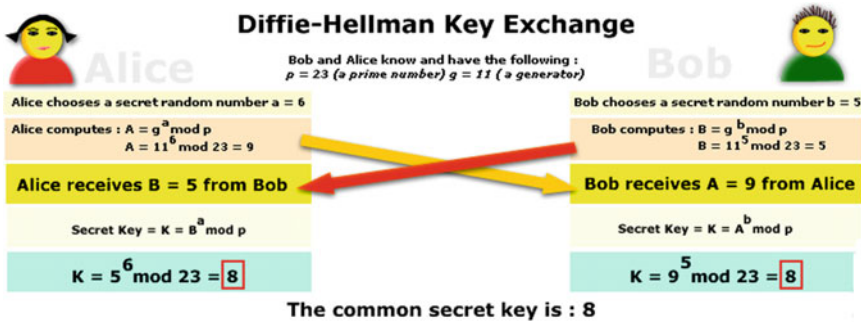 Diffie-Hellman Key Exchange
Alice
Bob
Bob and Alice know and have the following :
p = 23 (a prime number) g = 11 ( a generator)
Alice chooses a secret random number a = 6
Bob chooses a secret random number b = 5
Alice computes : A = g^a mod p
A = 11^6 mod 23 = 9
Bob computes : B = g^b mod p
B = 11^5 mod 23 = 5
Alice receives B = 5 from Bob
Bob receives A = 9 from Alice
Secret Key = K = B^a mod p
Secret Key = K = A^b mod p
K = 5^6 mod 23 = 8
K = 9^5 mod 23 = 8
The common secret key is : 8